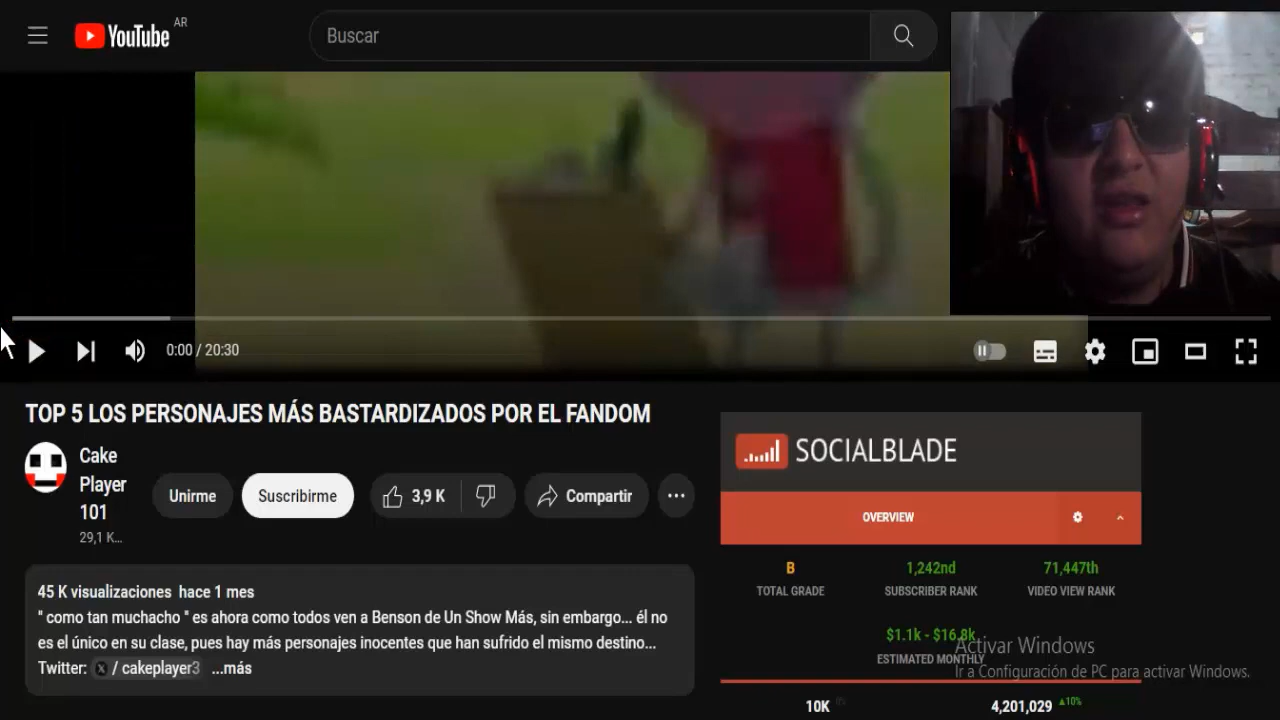 YouTube AR
Buscar
0:00 / 20:30
TOP 5 LOS PERSONAJES MÁS BASTARDIZADOS POR EL FANDOM
Cake
Player
101
29,1 K...
Unirme
Suscribirme
3,9 K
Compartir
45 K visualizaciones hace 1 mes
" como tan muchacho " es ahora como todos ven a Benson de Un Show Más, sin embargo... él no
es el único en su clase, pues hay más personajes inocentes que han sufrido el mismo destino...
Twitter: X / cakeplayer3 ...más
SOCIALBLADE
OVERVIEW
B 1,242nd 71,447th
TOTAL GRADE SUBSCRIBER RANK VIDEO VIEW RANK
$1.1k - $16.8k
ESTIMATED MONTHLY
10K 4,201,029 10%
Activar Windows
Ir a Configuración de PC para activar Windows.